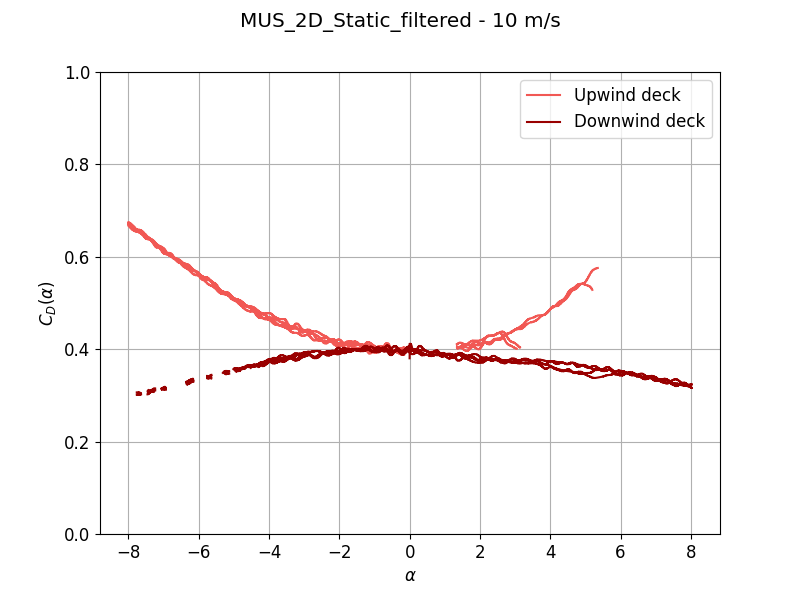 MUS_2D_Static_filtered - 10 m/s
1.0
0.8
0.6
0.4
0.2
0.0
C_D(α)
Upwind deck
Downwind deck
−8 −6 −4 −2 0 2 4 6 8
α